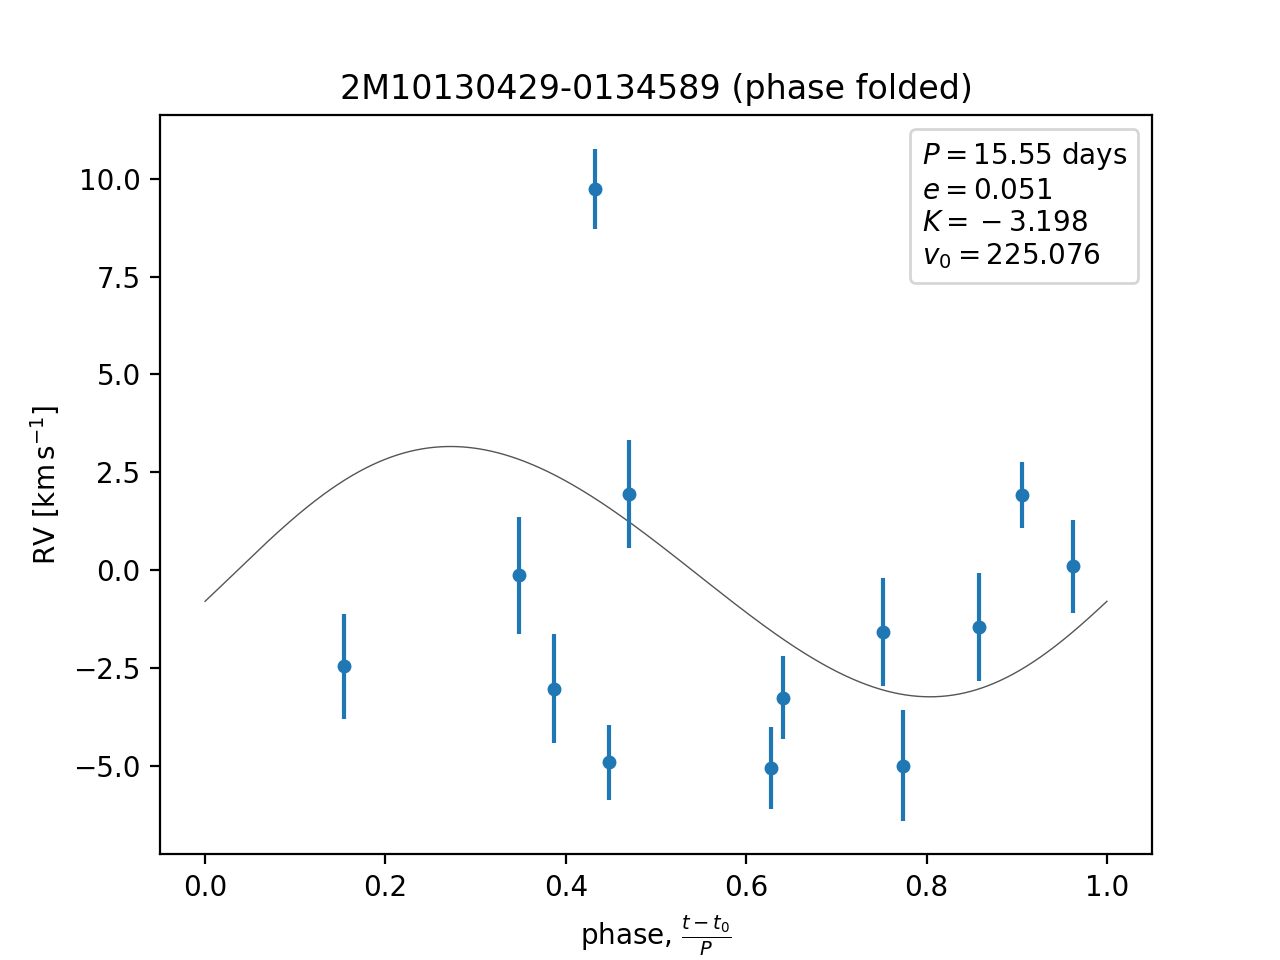 2M10130429-0134589 (phase folded)
P = 15.55 days
e = 0.051
K = −3.198
v₀ = 225.076
10.0
7.5
5.0
2.5
0.0
−2.5
−5.0
RV [km s⁻¹]
0.0 0.2 0.4 0.6 0.8 1.0
phase, (t − t₀)/P